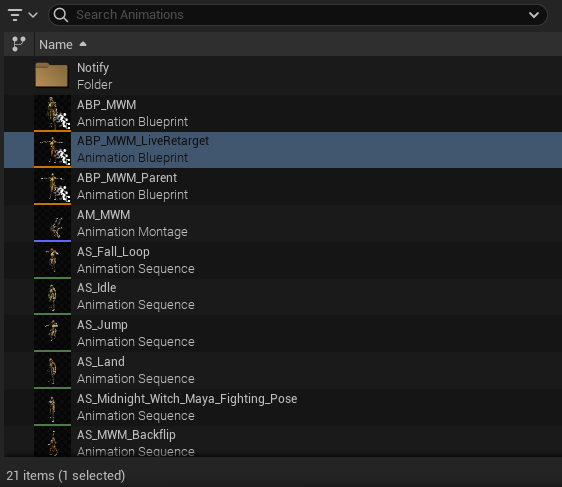 Search Animations
Name
Notify
Folder
ABP_MWM
Animation Blueprint
ABP_MWM_LiveRetarget
Animation Blueprint
ABP_MWM_Parent
Animation Blueprint
AM_MWM
Animation Montage
AS_Fall_Loop
Animation Sequence
AS_Idle
Animation Sequence
AS_Jump
Animation Sequence
AS_Land
Animation Sequence
AS_Midnight_Witch_Maya_Fighting_Pose
Animation Sequence
AS_MWM_Backflip
Animation Sequence
21 items (1 selected)